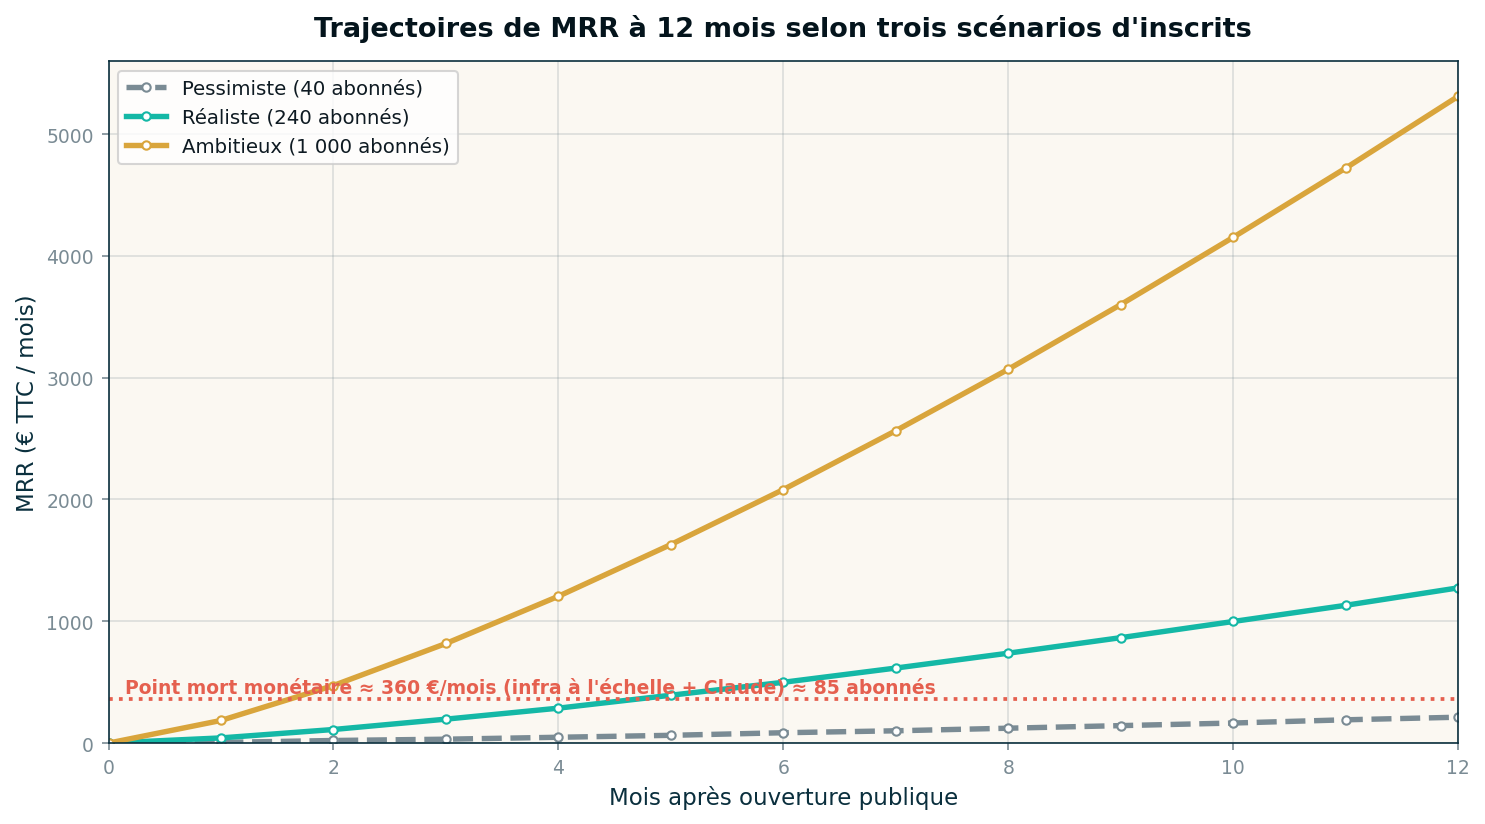 Trajectoires de MRR à 12 mois selon trois scénarios d'inscrits
Pessimiste (40 abonnés)
Réaliste (240 abonnés)
Ambitieux (1 000 abonnés)
MRR (€ TTC / mois)
5000
4000
3000
2000
1000
0
Point mort monétaire ≈ 360 €/mois (infra à l'échelle + Claude) ≈ 85 abonnés
0 2 4 6 8 10 12
Mois après ouverture publique